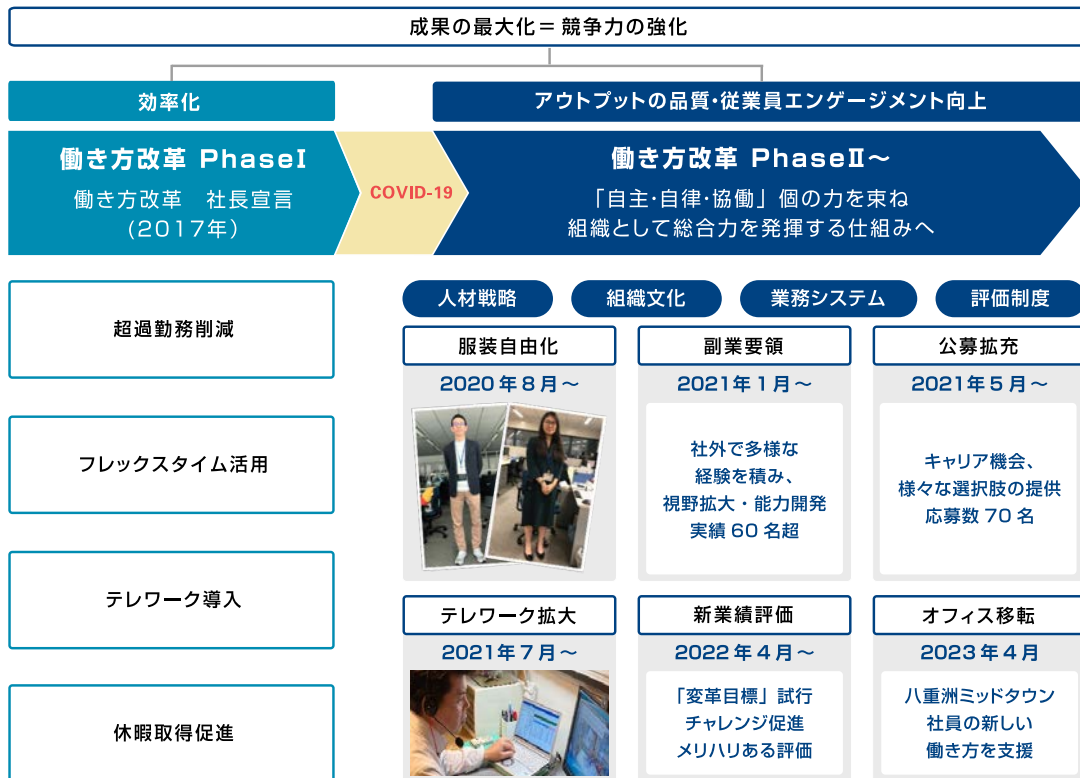 成果の最大化＝競争力の強化
効率化
アウトプットの品質・従業員エンゲージメント向上
働き方改革 PhaseⅠ
働き方改革　社長宣言
(2017年)
COVID-19
働き方改革 PhaseⅡ～
「自主・自律・協働」個の力を束ね
組織として総合力を発揮する仕組みへ
超過勤務削減
フレックスタイム活用
テレワーク導入
休暇取得促進
人材戦略
組織文化
業務システム
評価制度
服装自由化
2020年8月～
副業要領
2021年1月～
社外で多様な
経験を積み、
視野拡大・能力開発
実績 60 名超
公募拡充
2021年5月～
キャリア機会、
様々な選択肢の提供
応募数 70 名
テレワーク拡大
2021年7月～
新業績評価
2022年4月～
「変革目標」試行
チャレンジ促進
メリハリある評価
オフィス移転
2023年4月
八重洲ミッドタウン
社員の新しい
働き方を支援